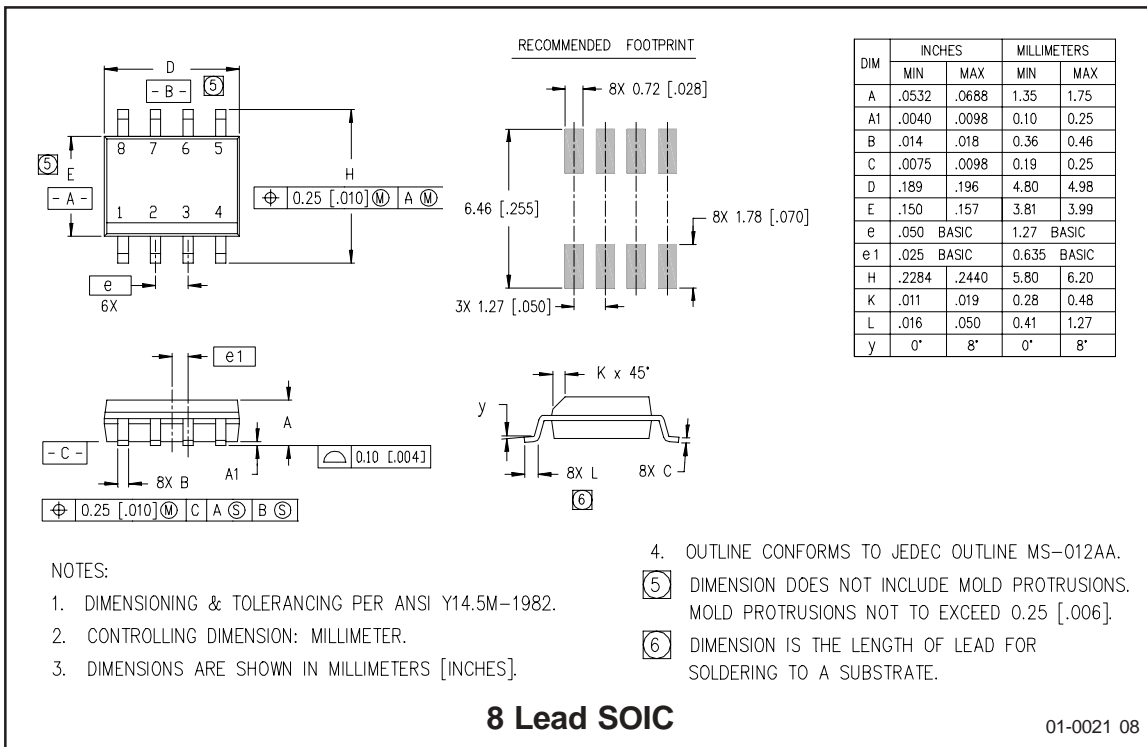 RECOMMENDED FOOTPRINT
D
- B -
5
8 7 6 5
5
E
- A -
H
⌖ 0.25 [.010] Ⓜ A Ⓜ
1 2 3 4
e
6X
8X 0.72 [.028]
6.46 [.255]
8X 1.78 [.070]
3X 1.27 [.050]
DIM INCHES MILLIMETERS
MIN MAX MIN MAX
A .0532 .0688 1.35 1.75
A1 .0040 .0098 0.10 0.25
B .014 .018 0.36 0.46
C .0075 .0098 0.19 0.25
D .189 .196 4.80 4.98
E .150 .157 3.81 3.99
e .050 BASIC 1.27 BASIC
e1 .025 BASIC 0.635 BASIC
H .2284 .2440 5.80 6.20
K .011 .019 0.28 0.48
L .016 .050 0.41 1.27
y 0° 8° 0° 8°
e1
A
- C -
A1
8X B
⌓ 0.10 [.004]
⌖ 0.25 [.010] Ⓜ C A Ⓢ B Ⓢ
K x 45°
y
8X L
8X C
6
NOTES:
1. DIMENSIONING & TOLERANCING PER ANSI Y14.5M-1982.
2. CONTROLLING DIMENSION: MILLIMETER.
3. DIMENSIONS ARE SHOWN IN MILLIMETERS [INCHES].
4. OUTLINE CONFORMS TO JEDEC OUTLINE MS-012AA.
5 DIMENSION DOES NOT INCLUDE MOLD PROTRUSIONS.
MOLD PROTRUSIONS NOT TO EXCEED 0.25 [.006].
6 DIMENSION IS THE LENGTH OF LEAD FOR
SOLDERING TO A SUBSTRATE.
8 Lead SOIC
01-0021 08